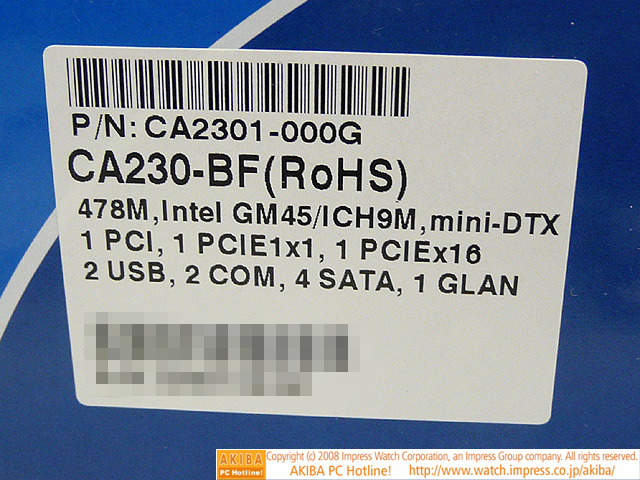 P/N: CA2301-000G
CA230-BF(RoHS)
478M,Intel GM45/ICH9M,mini-DTX
1 PCI, 1 PCIE1x1, 1 PCIEx16
2 USB, 2 COM, 4 SATA, 1 GLAN
AKIBA PC Hotline! Copyright (c) 2008 Impress Watch Corporation, an Impress Group company. All rights reserved.
AKIBA PC Hotline! http://www.watch.impress.co.jp/akiba/